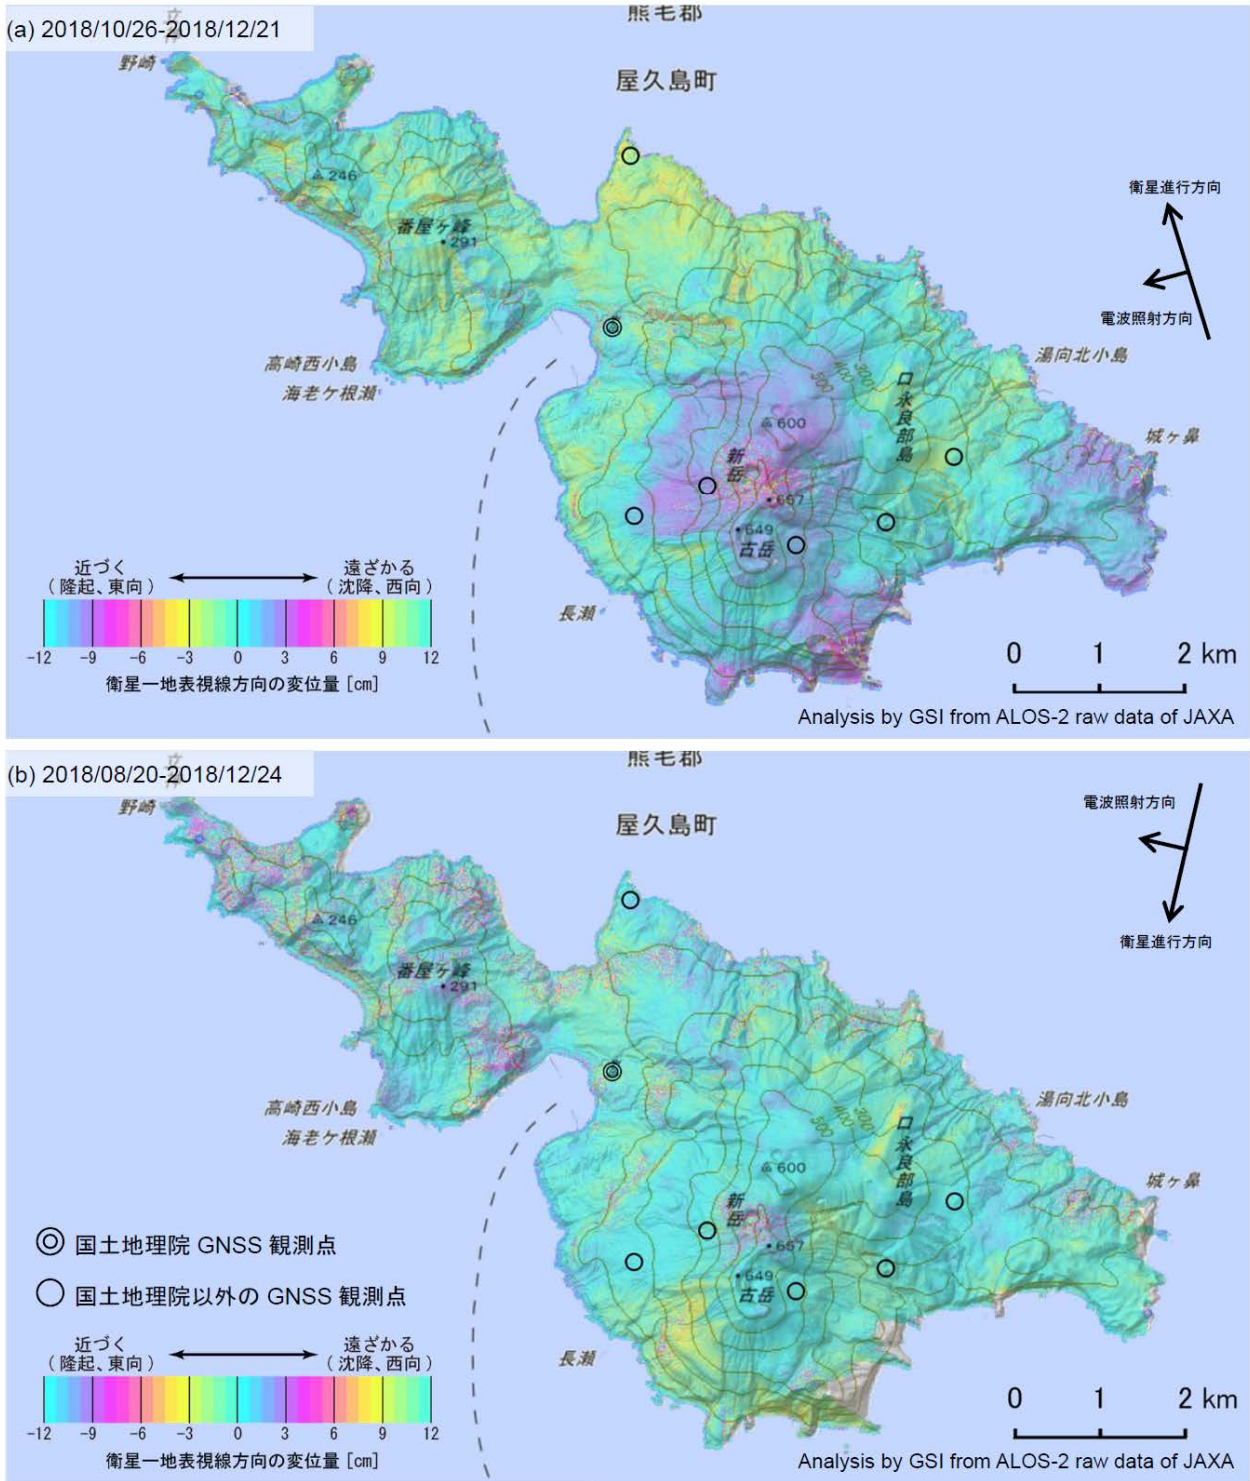 (a) 2018/10/26-2018/12/21
熊毛郡
野崎
屋久島町
246
番屋ケ峰
291
衛星進行方向
電波照射方向
高崎西小島
海老ケ根瀬
湯向北小島
300
400
500
口永良部島
600
新岳
城ケ鼻
657
649
古岳
長瀬
近づく
(隆起、東向)
遠ざかる
(沈降、西向)
-12 -9 -6 -3 0 3 6 9 12
衛星ー地表視線方向の変位量 [cm]
0 1 2 km
Analysis by GSI from ALOS-2 raw data of JAXA
(b) 2018/08/20-2018/12/24
熊毛郡
野崎
屋久島町
電波照射方向
衛星進行方向
246
番屋ケ峰
291
高崎西小島
海老ケ根瀬
湯向北小島
300
400
500
口永良部島
600
新岳
城ケ鼻
657
649
古岳
長瀬
国土地理院 GNSS 観測点
国土地理院以外の GNSS 観測点
近づく
(隆起、東向)
遠ざかる
(沈降、西向)
-12 -9 -6 -3 0 3 6 9 12
衛星ー地表視線方向の変位量 [cm]
0 1 2 km
Analysis by GSI from ALOS-2 raw data of JAXA